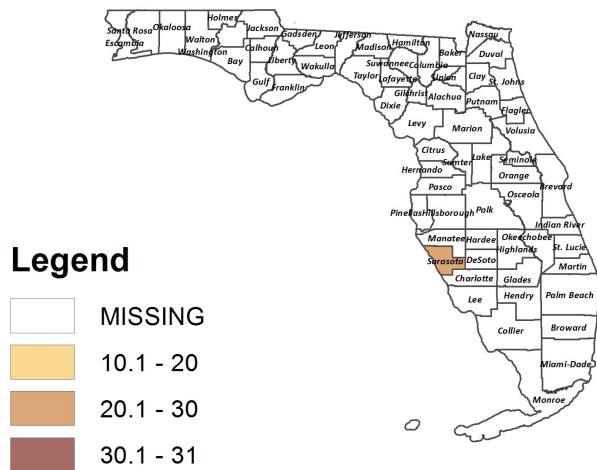 Holmes
Santa Rosa Okaloosa Jackson
Escambia Walton
Washington Calhoun Gadsden Jefferson Hamilton Nassau
Bay Liberty Leon Madison Baker Duval
Wakulla Suwannee Columbia
Gulf Franklin Taylor Lafayette Union Clay St. Johns
Gilchrist Alachua Putnam
Dixie Flagler
Levy Marion Volusia
Citrus Lake
Sumter Seminole
Hernando Orange
Pasco Osceola Brevard
Pinellas Hillsborough Polk
Indian River
Manatee Hardee Okeechobee
Highlands St. Lucie
Sarasota DeSoto Martin
Charlotte Glades
Lee Hendry Palm Beach
Collier Broward
Miami-Dade
Monroe
Legend
MISSING
10.1 - 20
20.1 - 30
30.1 - 31